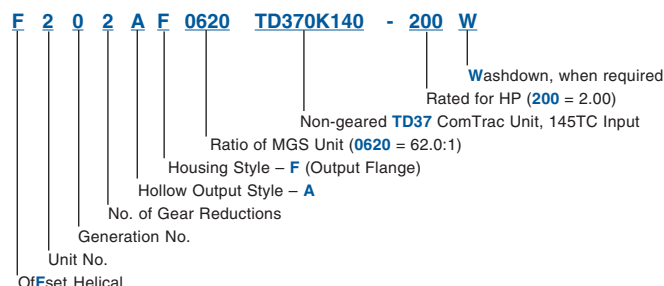 F 2 0 2 A F 0620 TD370K140 - 200 W
Washdown, when required
Rated for HP (200 = 2.00)
Non-geared TD37 ComTrac Unit, 145TC Input
Ratio of MGS Unit (0620 = 62.0:1)
Housing Style – F (Output Flange)
Hollow Output Style – A
No. of Gear Reductions
Generation No.
Unit No.
OfFset Helical